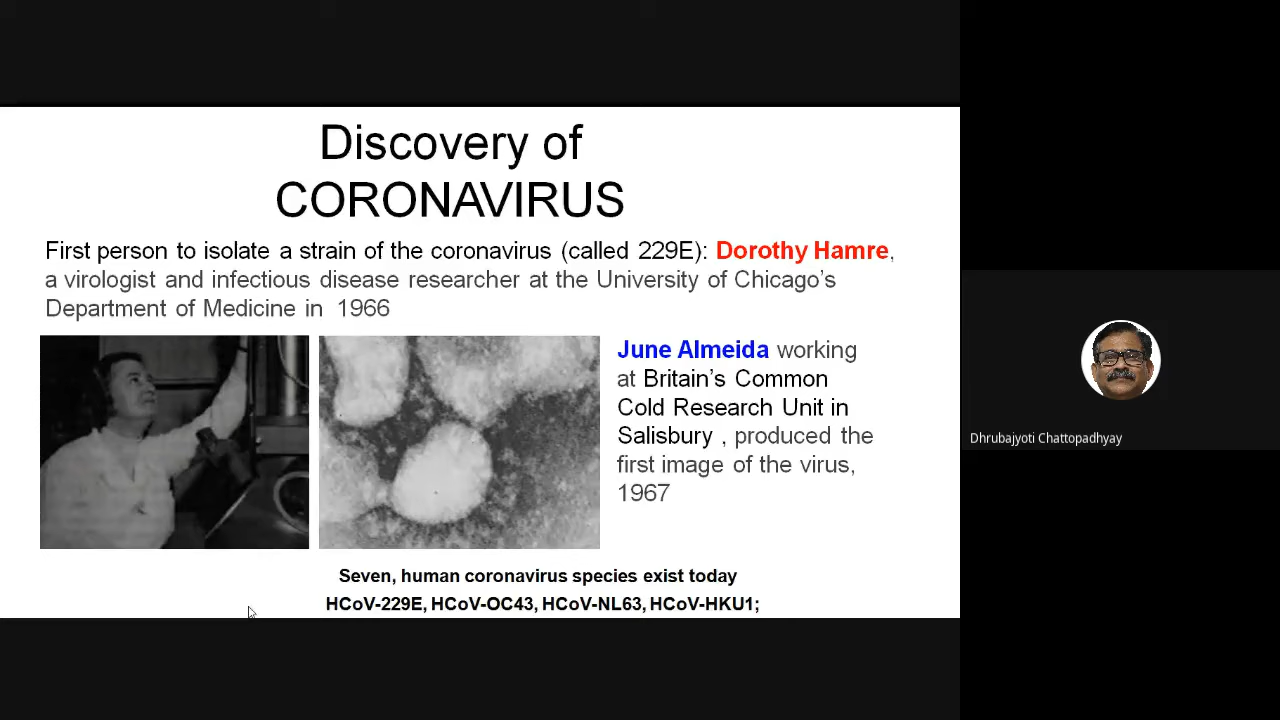 Discovery of
CORONAVIRUS
First person to isolate a strain of the coronavirus (called 229E): Dorothy Hamre,
a virologist and infectious disease researcher at the University of Chicago’s
Department of Medicine in 1966
June Almeida working
at Britain’s Common
Cold Research Unit in
Salisbury , produced the
first image of the virus,
1967
Seven, human coronavirus species exist today
HCoV-229E, HCoV-OC43, HCoV-NL63, HCoV-HKU1;
Dhrubajyoti Chattopadhyay